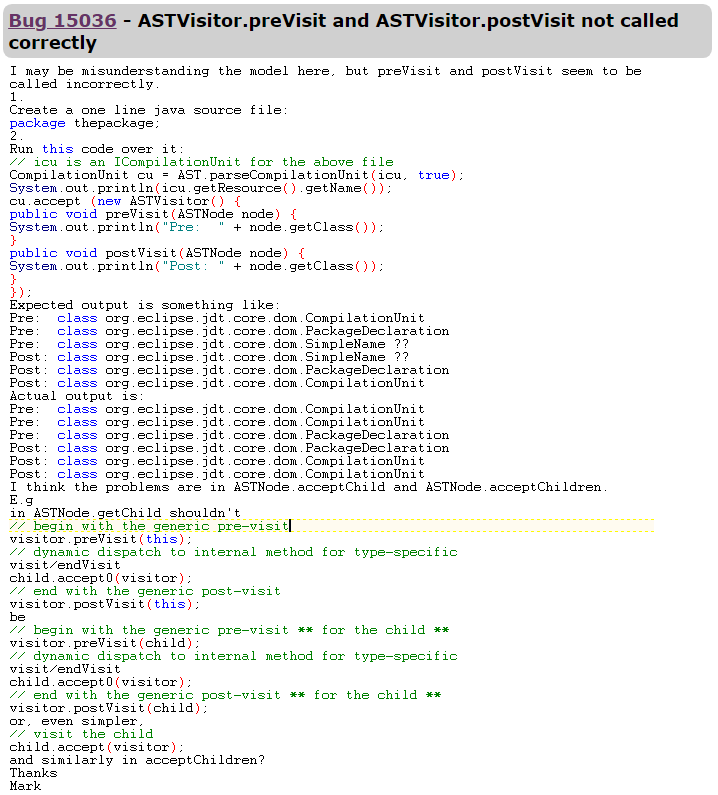 Bug 15036 - ASTVisitor.preVisit and ASTVisitor.postVisit not called
correctly
I may be misunderstanding the model here, but preVisit and postVisit seem to be
called incorrectly.
1.
Create a one line java source file:
package thepackage;
2.
Run this code over it:
// icu is an ICompilationUnit for the above file
CompilationUnit cu = AST.parseCompilationUnit(icu, true);
System.out.println(icu.getResource().getName());
cu.accept (new ASTVisitor() {
public void preVisit(ASTNode node) {
System.out.println("Pre:  " + node.getClass());
}
public void postVisit(ASTNode node) {
System.out.println("Post: " + node.getClass());
}
});
Expected output is something like:
Pre:  class org.eclipse.jdt.core.dom.CompilationUnit
Pre:  class org.eclipse.jdt.core.dom.PackageDeclaration
Pre:  class org.eclipse.jdt.core.dom.SimpleName ??
Post: class org.eclipse.jdt.core.dom.SimpleName ??
Post: class org.eclipse.jdt.core.dom.PackageDeclaration
Post: class org.eclipse.jdt.core.dom.CompilationUnit
Actual output is:
Pre:  class org.eclipse.jdt.core.dom.CompilationUnit
Pre:  class org.eclipse.jdt.core.dom.CompilationUnit
Pre:  class org.eclipse.jdt.core.dom.PackageDeclaration
Post: class org.eclipse.jdt.core.dom.PackageDeclaration
Post: class org.eclipse.jdt.core.dom.CompilationUnit
Post: class org.eclipse.jdt.core.dom.CompilationUnit
I think the problems are in ASTNode.acceptChild and ASTNode.acceptChildren.
E.g
in ASTNode.getChild shouldn't
// begin with the generic pre-visit
visitor.preVisit(this);
// dynamic dispatch to internal method for type-specific
visit/endVisit
child.accept0(visitor);
// end with the generic post-visit
visitor.postVisit(this);
be
// begin with the generic pre-visit ** for the child **
visitor.preVisit(child);
// dynamic dispatch to internal method for type-specific
visit/endVisit
child.accept0(visitor);
// end with the generic post-visit ** for the child **
visitor.postVisit(child);
or, even simpler,
// visit the child
child.accept(visitor);
and similarly in acceptChildren?
Thanks
Mark